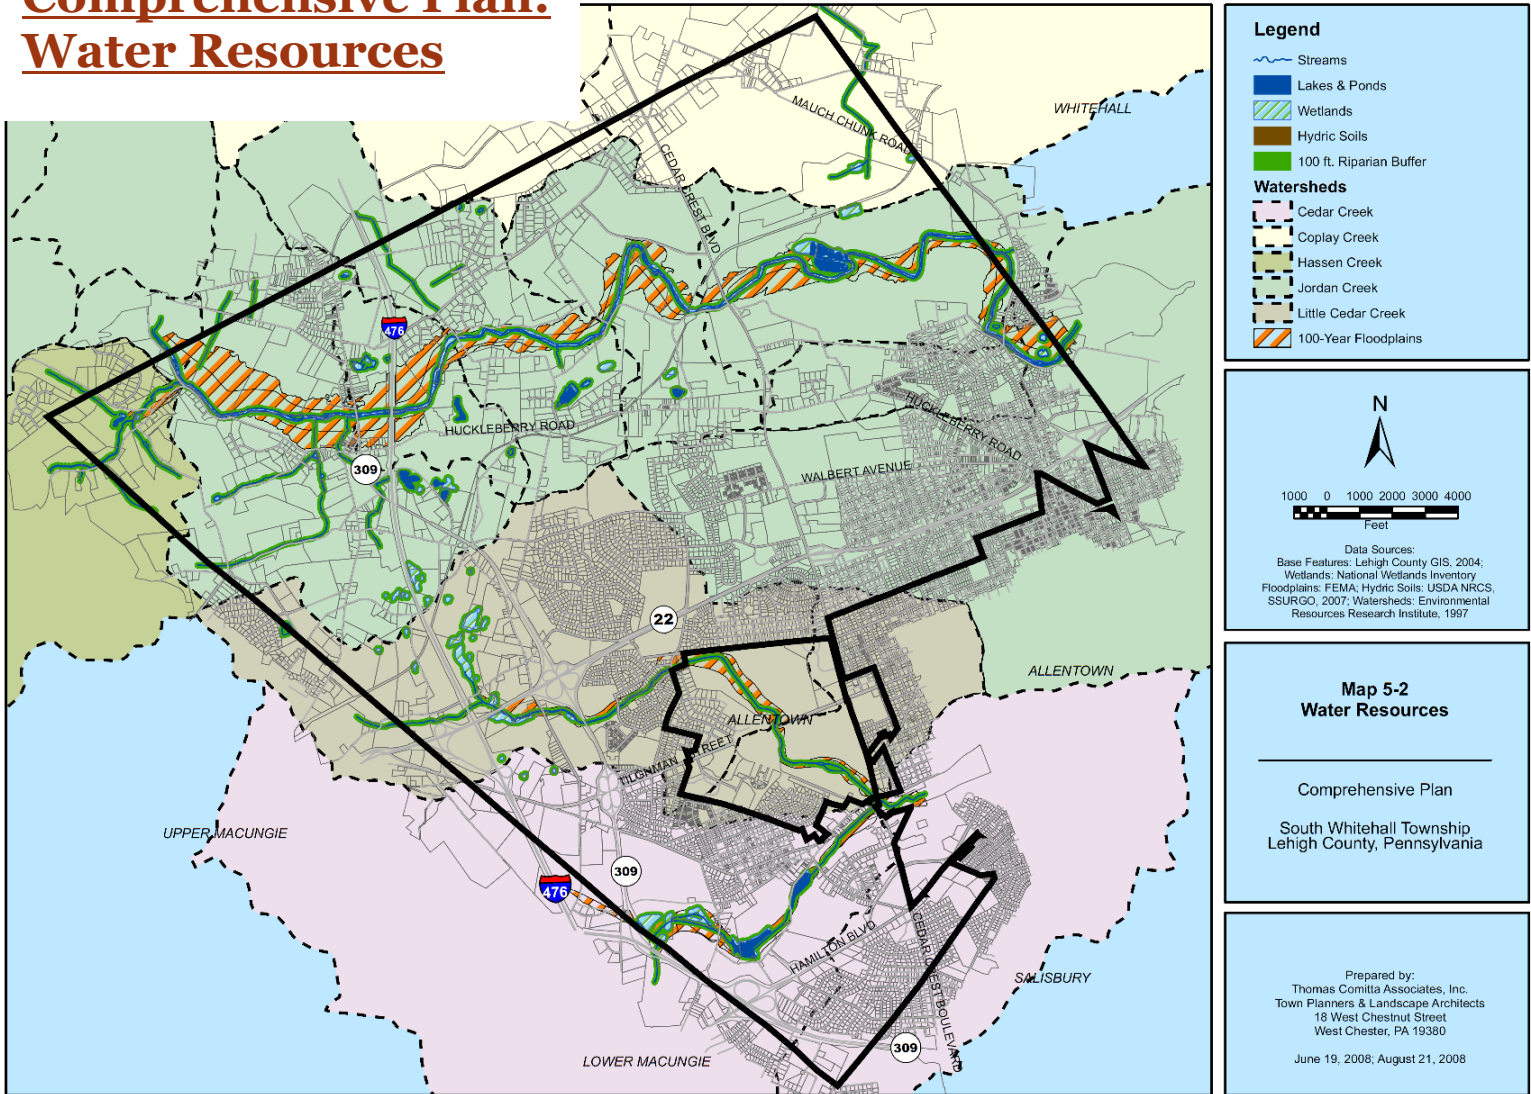 Comprehensive Plan:
Water Resources
WHITEHALL
MAUCH CHUNK ROAD
CEDAR CREST BLVD
476
HUCKLEBERRY ROAD
HUCKLEBERRY ROAD
309
WALBERT AVENUE
22
ALLENTOWN
ALLENTOWN
TILGHMAN STREET
UPPER MACUNGIE
309
476
HAMILTON BLVD
CEDAR CREST BOULEVARD
SALISBURY
309
LOWER MACUNGIE
Legend
Streams
Lakes & Ponds
Wetlands
Hydric Soils
100 ft. Riparian Buffer
Watersheds
Cedar Creek
Coplay Creek
Hassen Creek
Jordan Creek
Little Cedar Creek
100-Year Floodplains
N
1000 0 1000 2000 3000 4000
Feet
Data Sources:
Base Features: Lehigh County GIS, 2004;
Wetlands: National Wetlands Inventory
Floodplains: FEMA; Hydric Soils: USDA NRCS,
SSURGO, 2007; Watersheds: Environmental
Resources Research Institute, 1997
Map 5-2
Water Resources
Comprehensive Plan
South Whitehall Township
Lehigh County, Pennsylvania
Prepared by:
Thomas Comitta Associates, Inc.
Town Planners & Landscape Architects
18 West Chestnut Street
West Chester, PA 19380
June 19, 2008; August 21, 2008